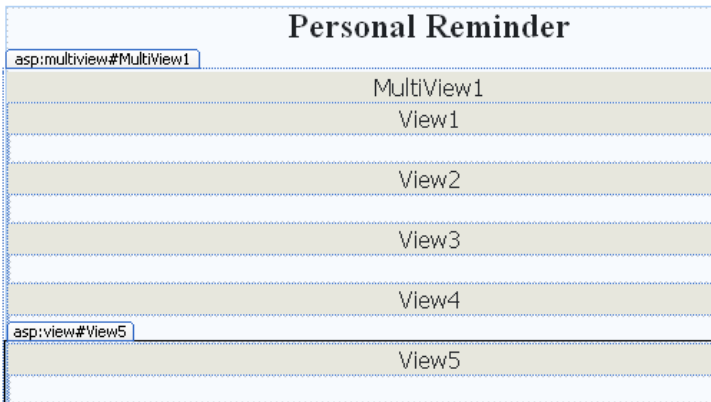 Personal Reminder
asp:multiview#MultiView1
MultiView1
View1
View2
View3
View4
asp:view#View5
View5